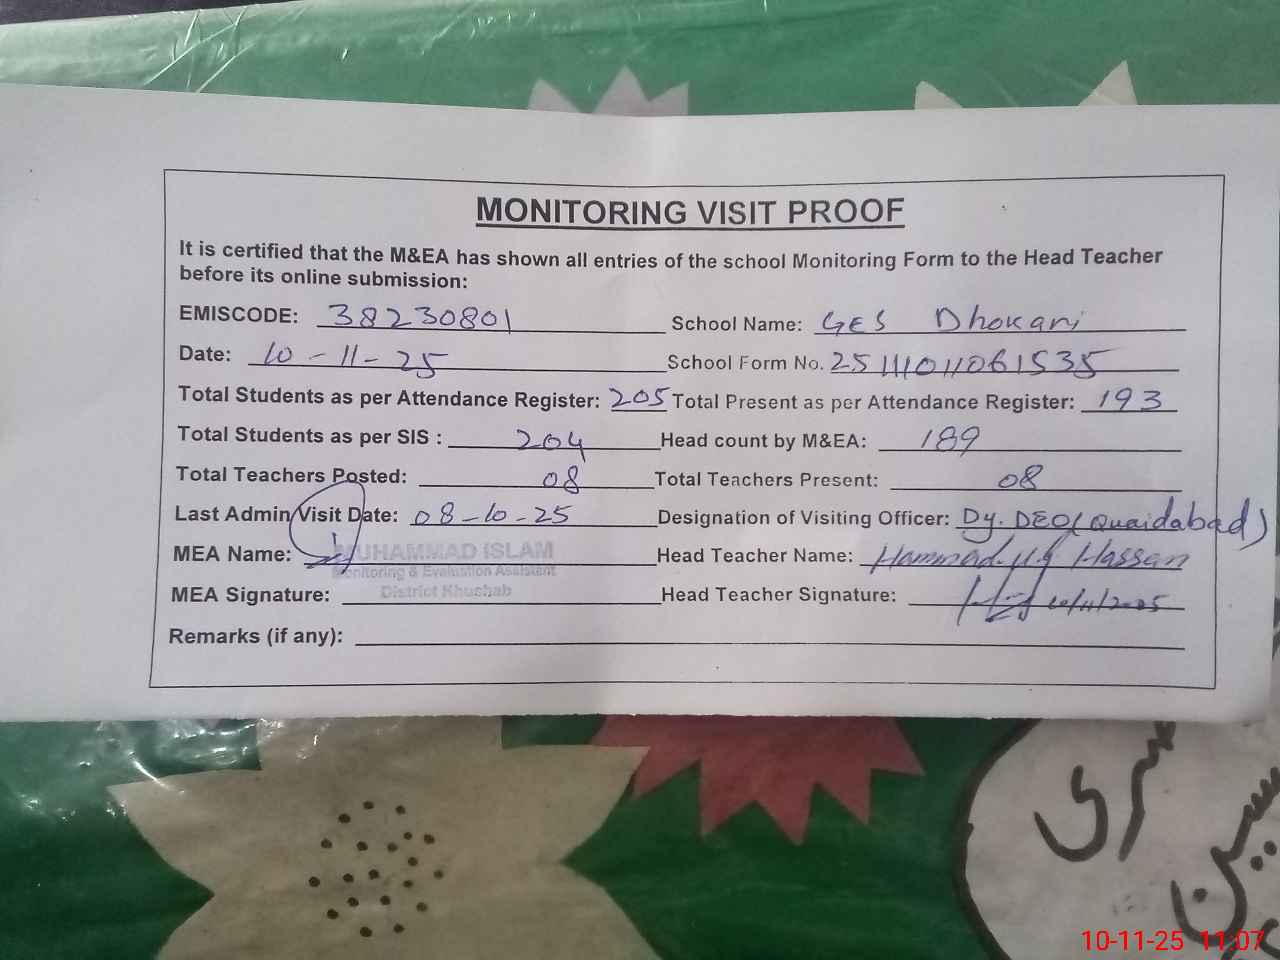 MONITORING VISIT PROOF
It is certified that the M&EA has shown all entries of the school Monitoring Form to the Head Teacher
before its online submission:
EMISCODE: 38230801 School Name: GES Dhokari
Date: 10-11-25 School Form No. 251111011061535
Total Students as per Attendance Register: 205 Total Present as per Attendance Register: 193
Total Students as per SIS : 204 Head count by M&EA: 189
Total Teachers Posted: 08 Total Teachers Present: 08
Last Admin Visit Date: 08-10-25 Designation of Visiting Officer: Dy. DEO (Quaidabad)
MEA Name: MUHAMMAD ISLAM Head Teacher Name: Hammad Hassan
Monitoring & Evaluation Assistant
District Khushab
MEA Signature: Head Teacher Signature: 10/11/2025
Remarks (if any):
10-11-25 11:07